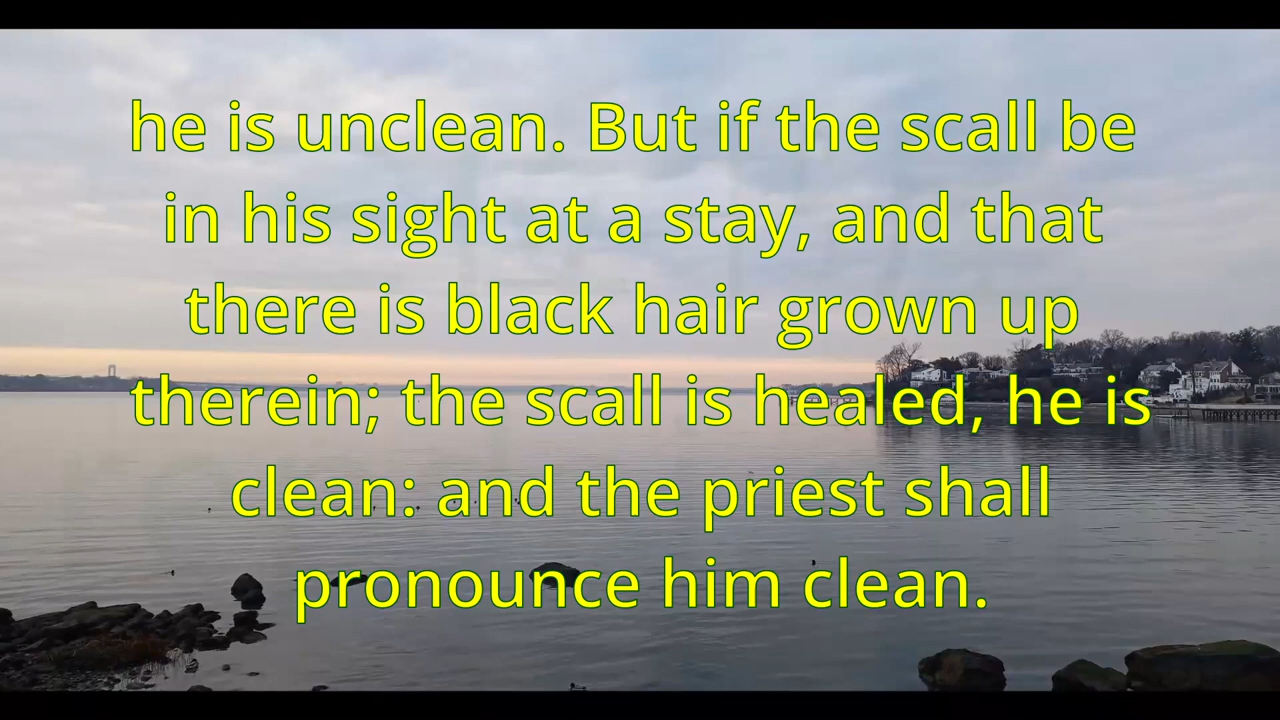 he is unclean. But if the scall be
in his sight at a stay, and that
there is black hair grown up
therein; the scall is healed, he is
clean: and the priest shall
pronounce him clean.